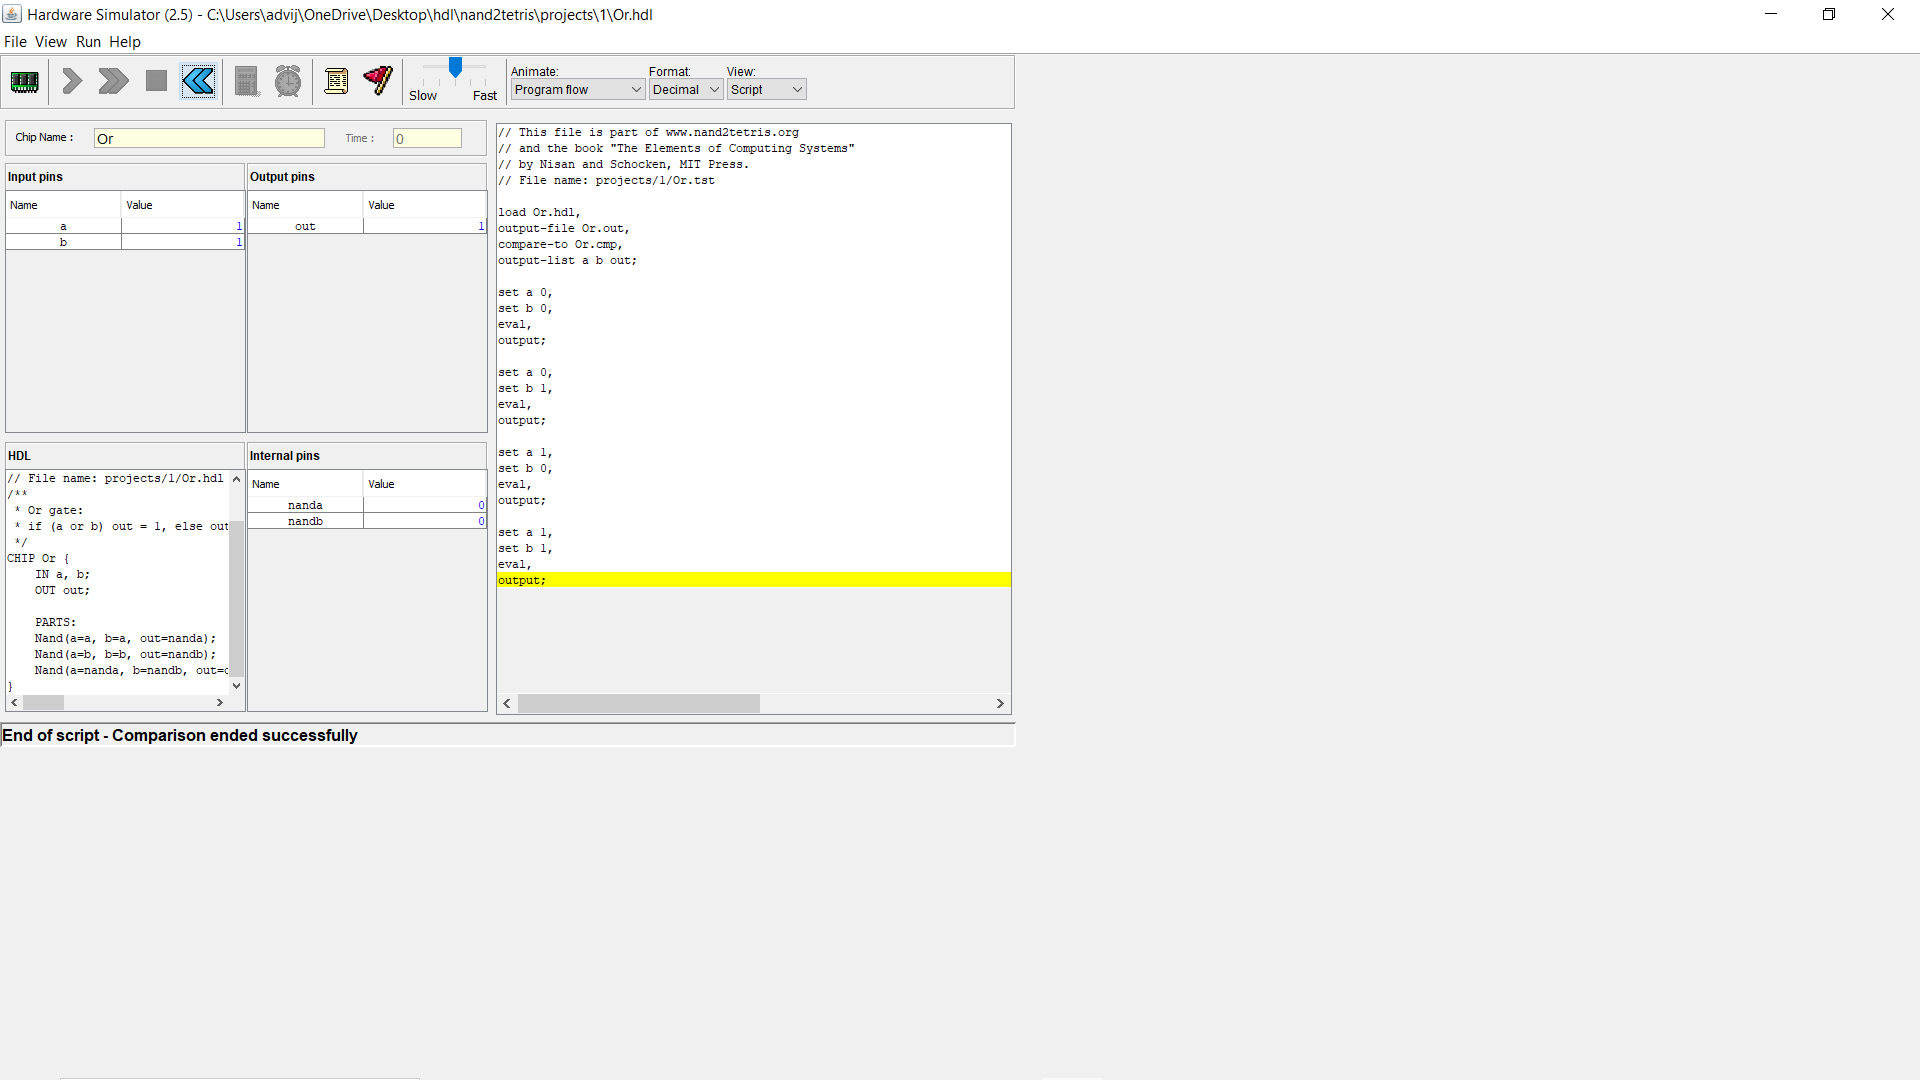 Hardware Simulator (2.5) - C:\Users\advij\OneDrive\Desktop\hdl\nand2tetris\projects\1\Or.hdl
File View Run Help
Slow Fast
Animate: Format: View:
Program flow Decimal Script
Chip Name : Or Time : 0
Input pins
Name Value
a 1
b 1
Output pins
Name Value
out 1
HDL
// File name: projects/1/Or.hdl
/**
* Or gate:
* if (a or b) out = 1, else out
*/
CHIP Or {
IN a, b;
OUT out;
PARTS:
Nand(a=a, b=a, out=nanda);
Nand(a=b, b=b, out=nandb);
Nand(a=nanda, b=nandb, out=
}
Internal pins
Name Value
nanda 0
nandb 0
// This file is part of www.nand2tetris.org
// and the book "The Elements of Computing Systems"
// by Nisan and Schocken, MIT Press.
// File name: projects/1/Or.tst
load Or.hdl,
output-file Or.out,
compare-to Or.cmp,
output-list a b out;
set a 0,
set b 0,
eval,
output;
set a 0,
set b 1,
eval,
output;
set a 1,
set b 0,
eval,
output;
set a 1,
set b 1,
eval,
output;
End of script - Comparison ended successfully